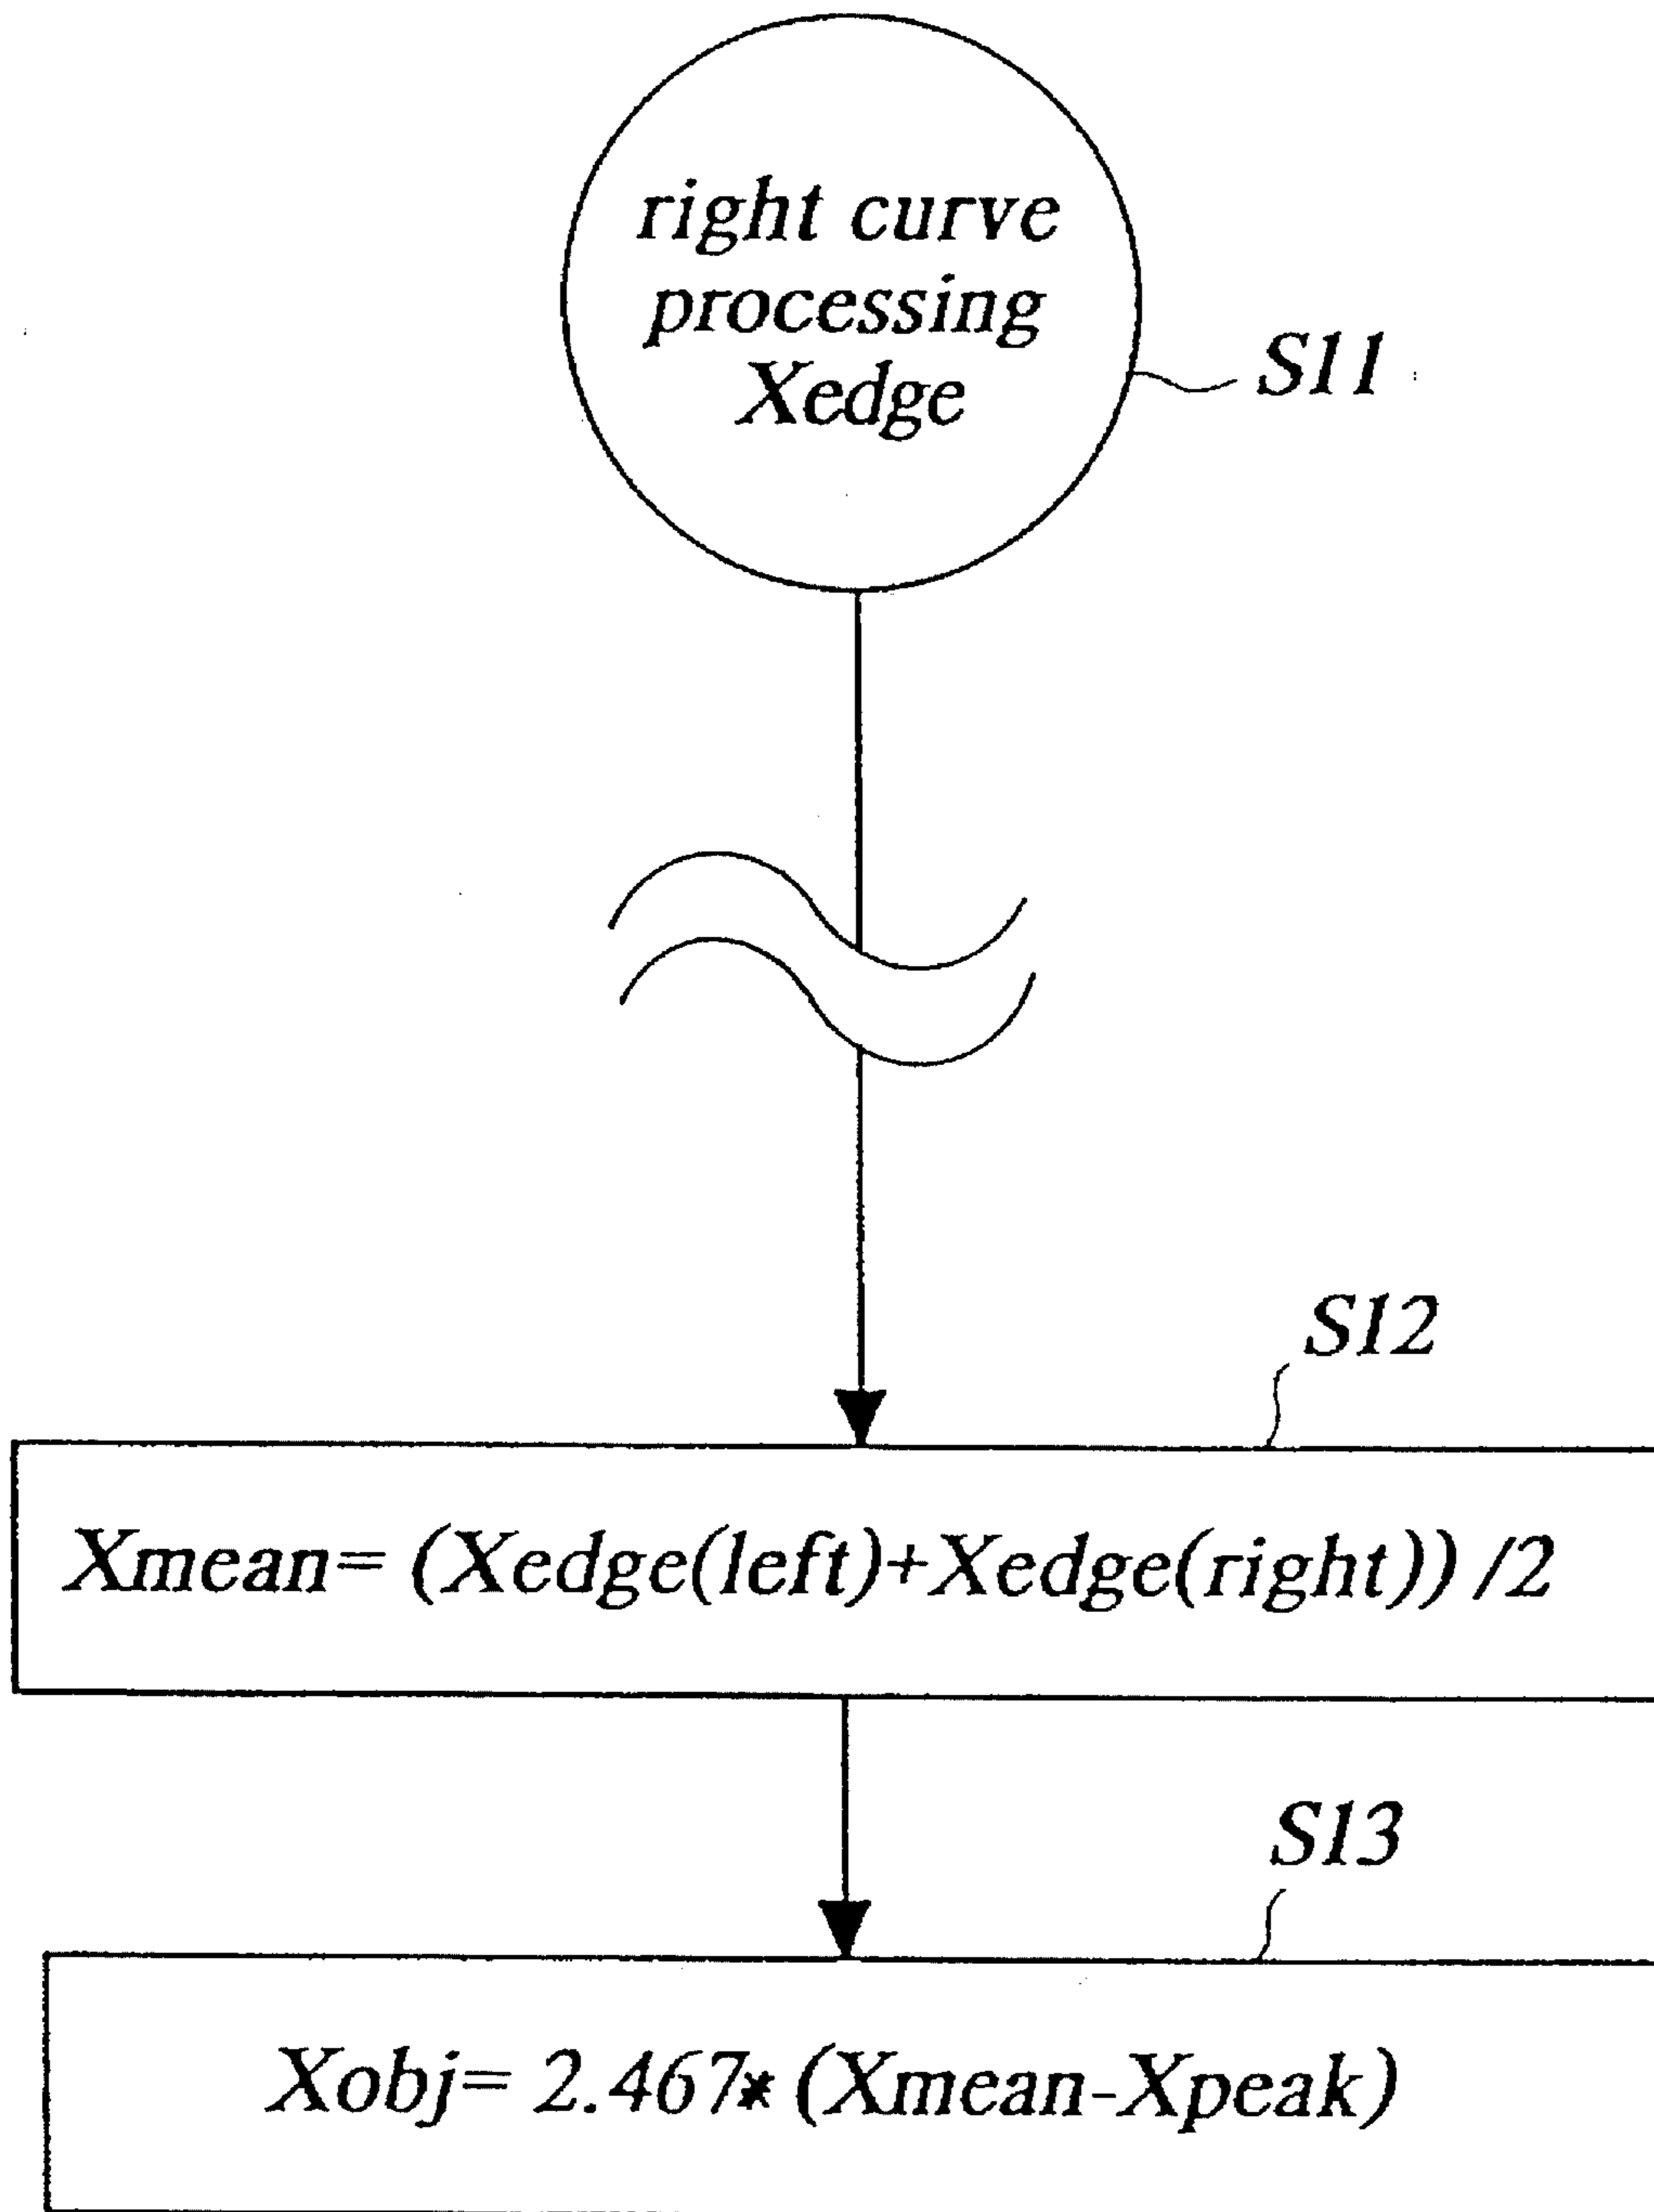 right curve
processing
Xedge
S11
S12
Xmean= (Xedge(left)+Xedge(right)) /2
S13
Xobj= 2.467* (Xmean-Xpeak)